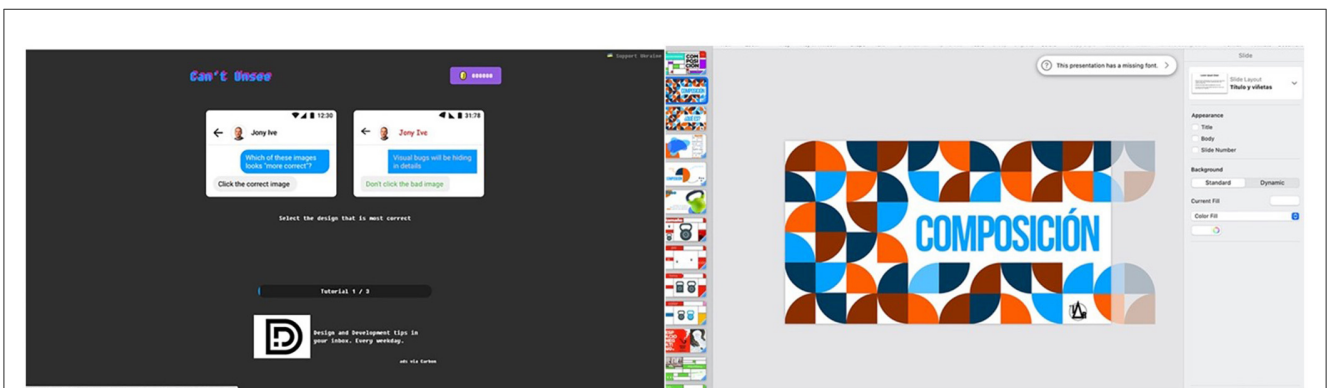 Support Ukraine
Can't Unsee
000000
12:30
Jony Ive
Which of these images
looks "more correct"?
Click the correct image
31:78
Jony Ive
Visual bugs will be hiding
in details
Don't click the bad image
Select the design that is most correct
Tutorial 1 / 3
Design and Development tips in
your inbox. Every weekday.
ads via Carbon
COMPOSICIÓN
This presentation has a missing font.
Slide
Slide Layout
Título y viñetas
Appearance
Title
Body
Slide Number
Background
Standard
Dynamic
Current Fill
Color Fill